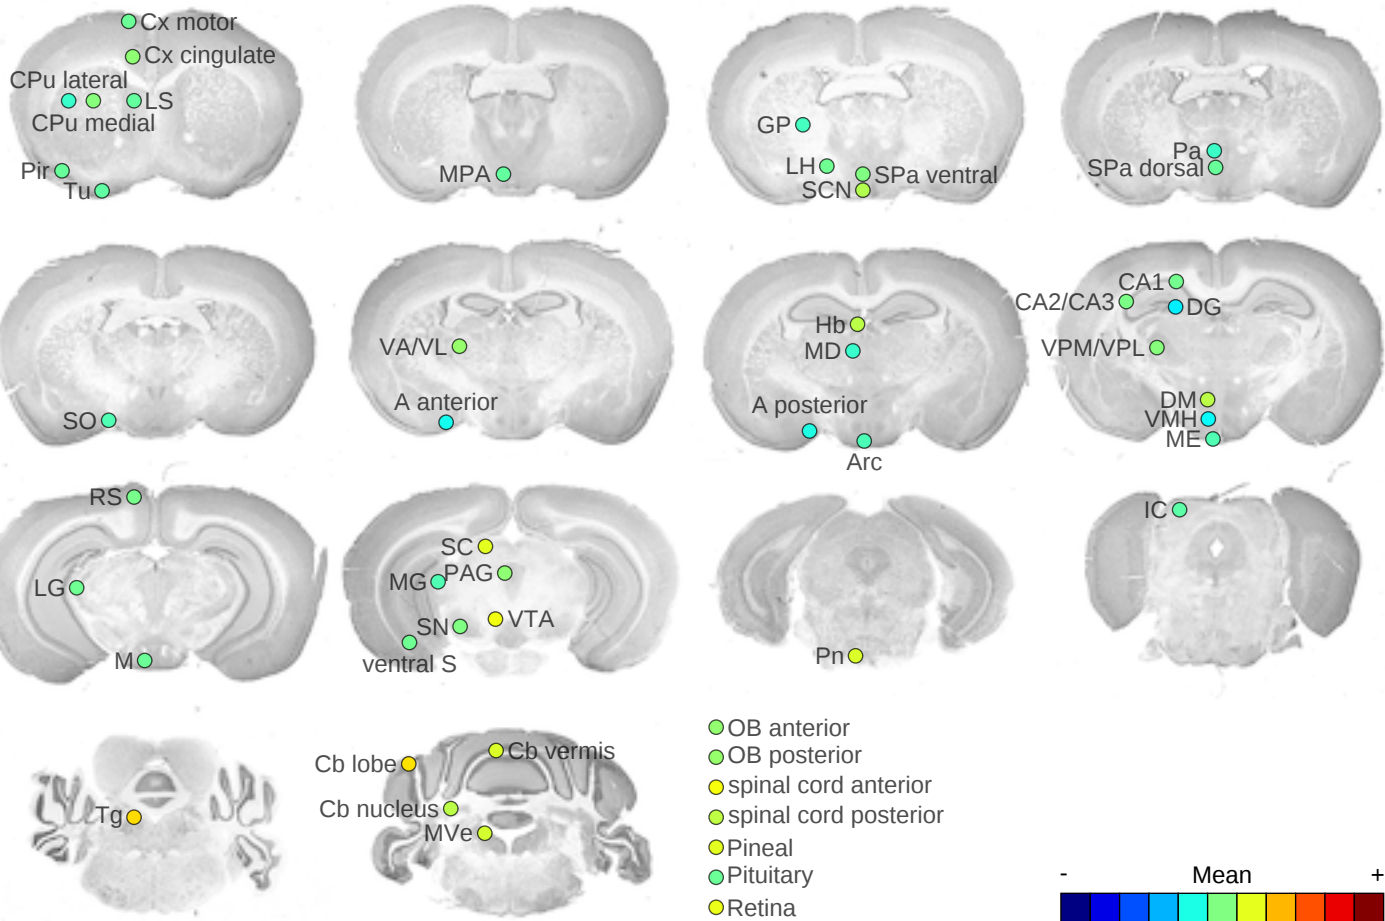 Cx motor
Cx cingulate
CPu lateral
LS
CPu medial
Pir
Tu
MPA
GP
LH
SPa ventral
SCN
Pa
SPa dorsal
SO
VA/VL
A anterior
Hb
MD
A posterior
Arc
CA1
CA2/CA3
DG
VPM/VPL
DM
VMH
ME
RS
LG
M
SC
MG
PAG
VTA
SN
ventral S
Pn
IC
Tg
Cb lobe
Cb vermis
Cb nucleus
MVe
OB anterior
OB posterior
spinal cord anterior
spinal cord posterior
Pineal
Pituitary
Retina
- Mean +